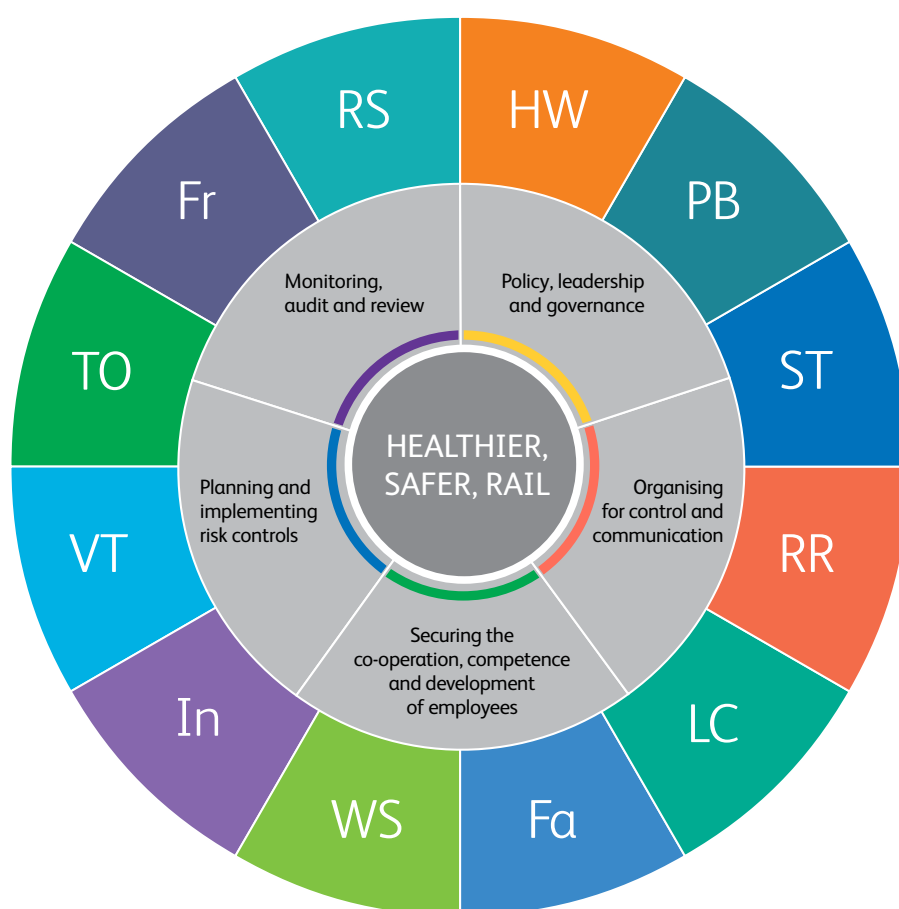 RS
HW
PB
ST
RR
LC
Fa
WS
In
VT
TO
Fr
Monitoring,
audit and review
Policy, leadership
and governance
Organising
for control and
communication
Securing the
co-operation, competence
and development
of employees
Planning and
implementing
risk controls
HEALTHIER,
SAFER, RAIL